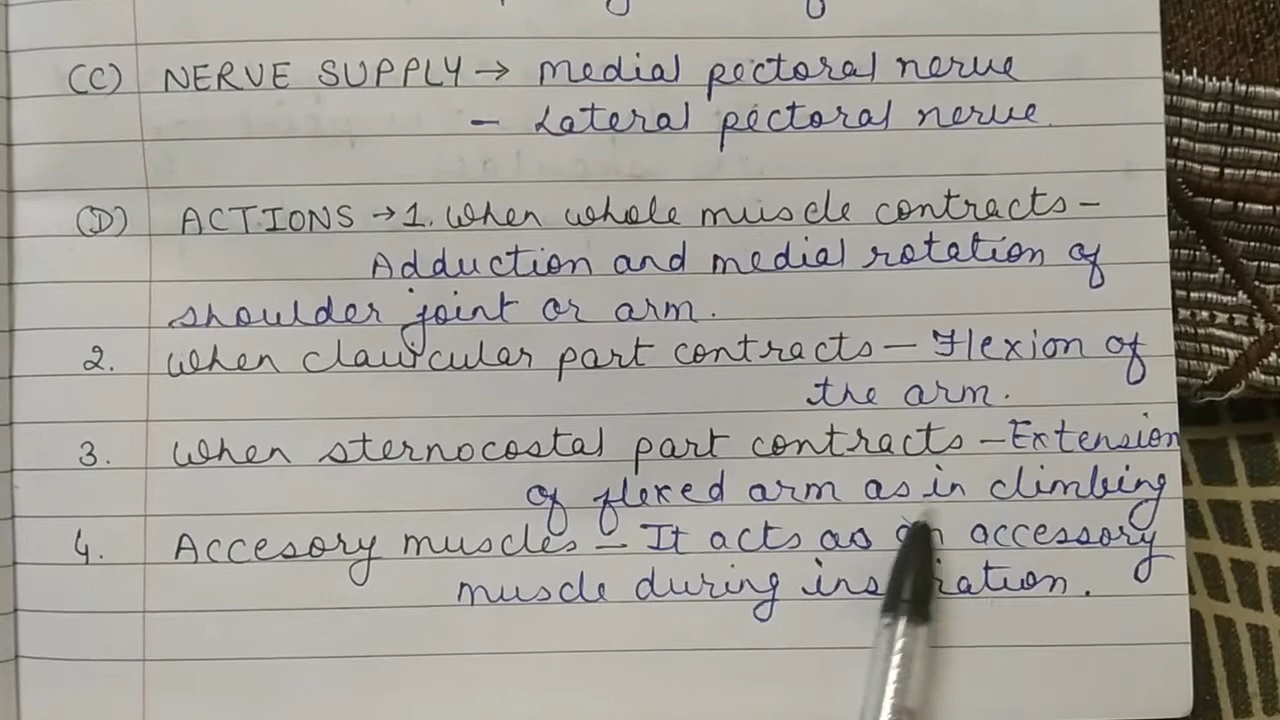 (C) NERVE SUPPLY → Medial pectoral nerve
- Lateral pectoral nerve
(D) ACTIONS → 1. When whole muscle contracts -
Adduction and medial rotation of
shoulder joint or arm.
2. When clavicular part contracts - Flexion of
the arm.
3. When sternocostal part contracts - Extension
of flexed arm as in climbing
4. Accesory muscles - It acts as an accessory
muscle during